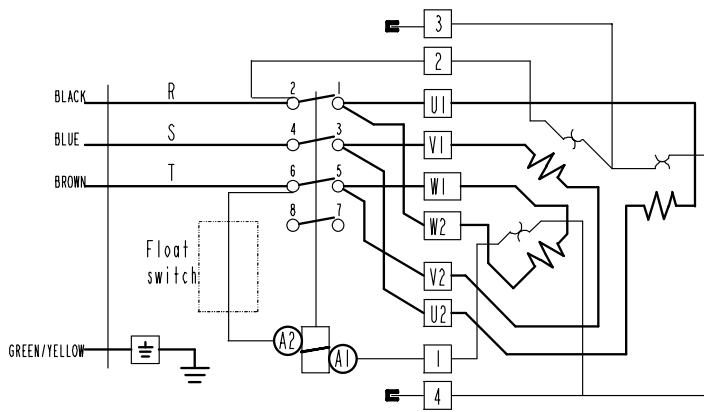 3
2
2 1
BLACK R U1
4 3
BLUE S V1
6 5
BROWN T W1
8 7
W2
Float
switch
V2
U2
A2
A1
1
GREEN/YELLOW
4